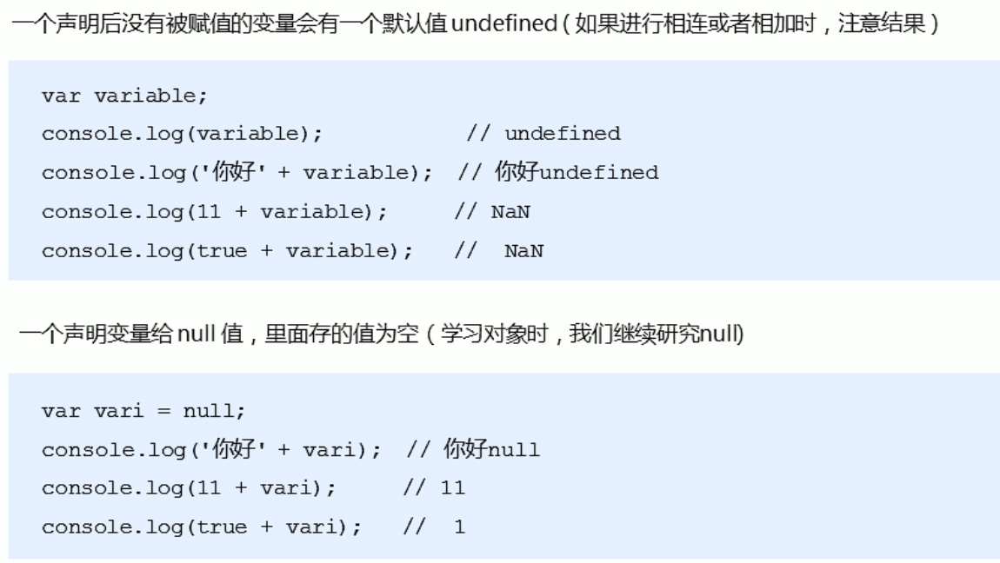 一个声明后没有被赋值的变量会有一个默认值 undefined ( 如果进行相连或者相加时，注意结果 )
var variable;
console.log(variable);           // undefined
console.log('你好' + variable);  // 你好undefined
console.log(11 + variable);     // NaN
console.log(true + variable);   //  NaN
一个声明变量给 null 值，里面存的值为空 ( 学习对象时，我们继续研究null)
var vari = null;
console.log('你好' + vari);  // 你好null
console.log(11 + vari);     // 11
console.log(true + vari);   //  1